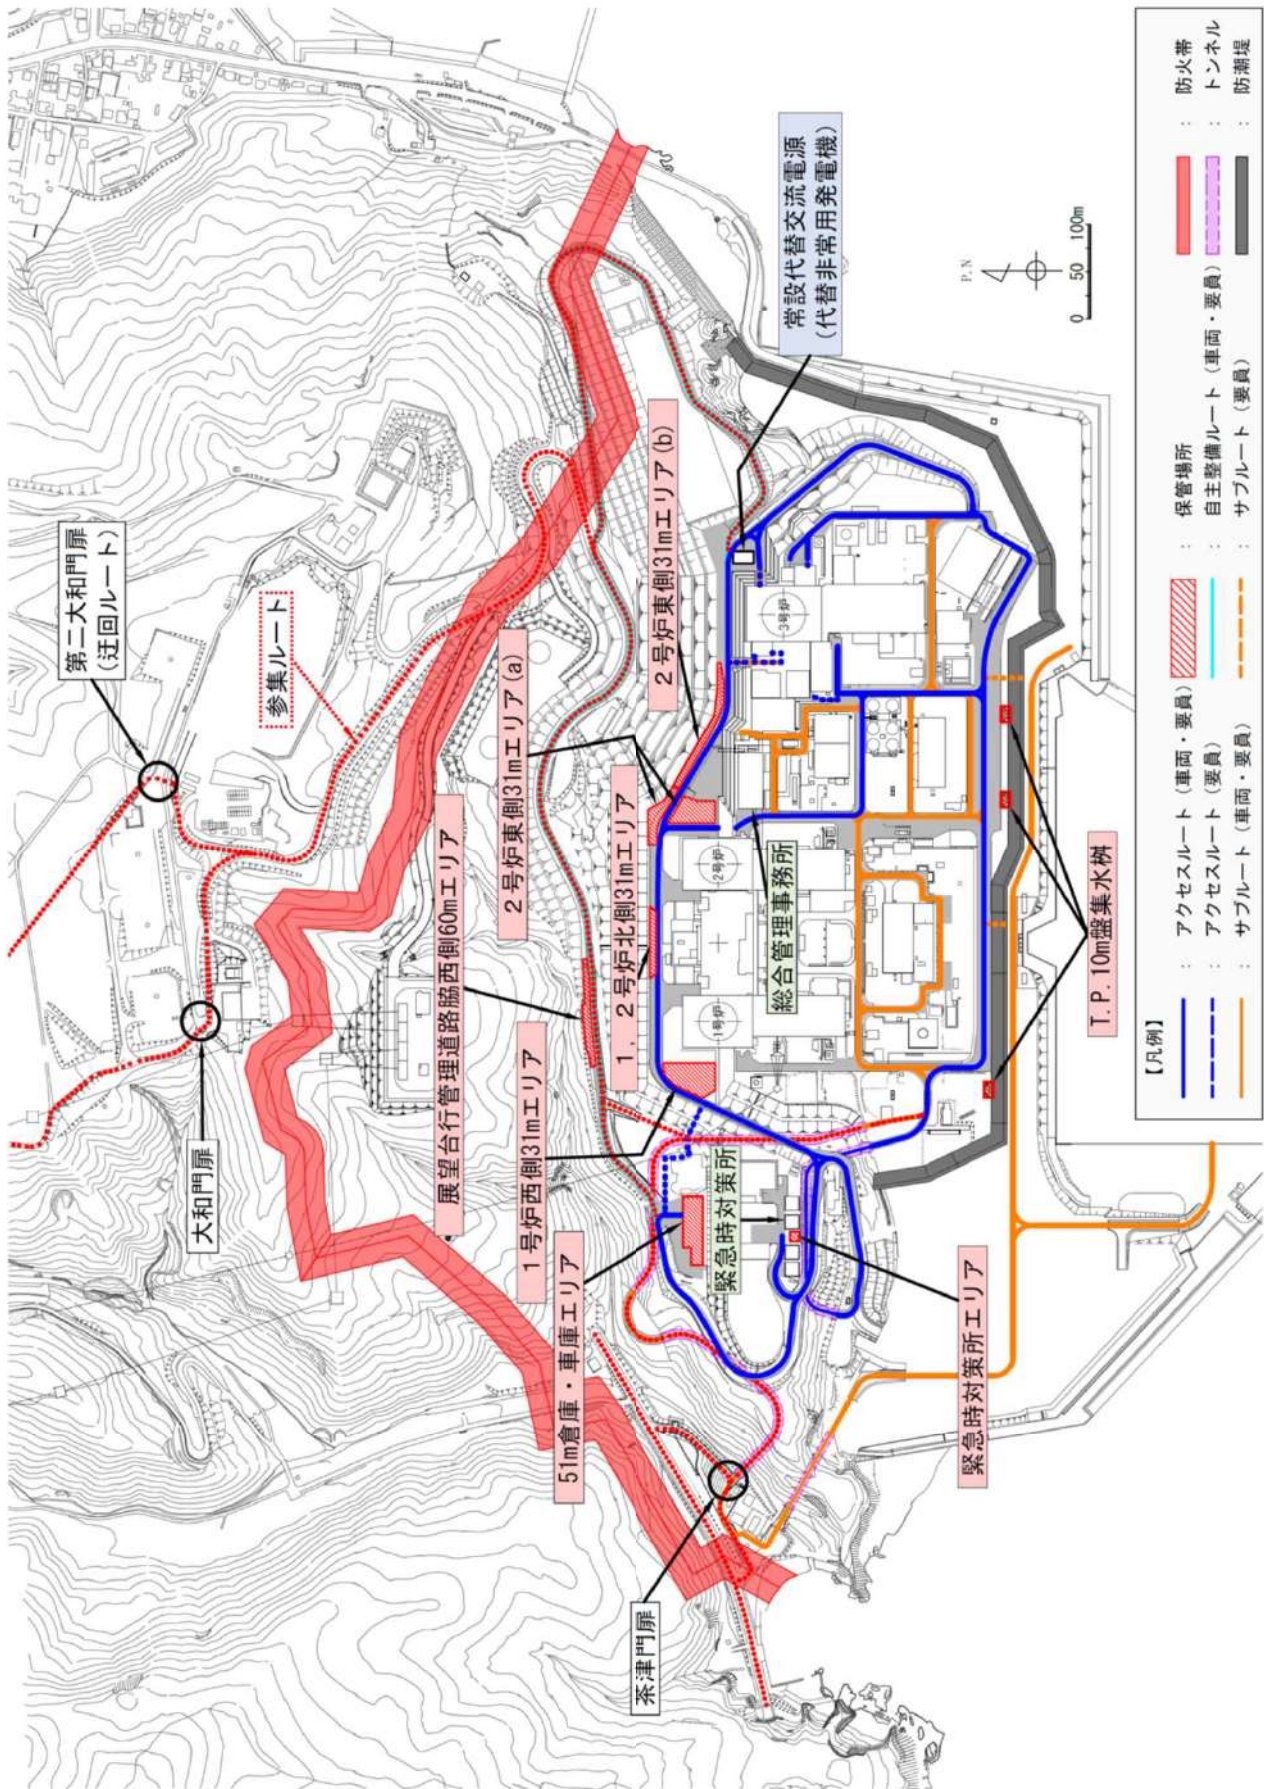 第二大和門扉
(迂回ルート)
参集ルート
大和門扉
展望台行管理道路脇西側60mエリア
2号炉東側31mエリア(a)
2号炉東側31mエリア(b)
1,2号炉北側31mエリア
1号炉西側31mエリア
51m倉庫・車庫エリア
茶津門扉
緊急時対策所
緊急時対策所エリア
総合管理事務所
常設代替交流電源
(代替非常用発電機)
1号炉
2号炉
3号炉
T.P.10m盤集水桝
P.N
0 50 100m
【凡例】
: アクセスルート(車両・要員)
: アクセスルート(要員)
: サブルート(車両・要員)
: 保管場所
: 自主整備ルート(車両・要員)
: サブルート(要員)
: 防火帯
: トンネル
: 防潮堤